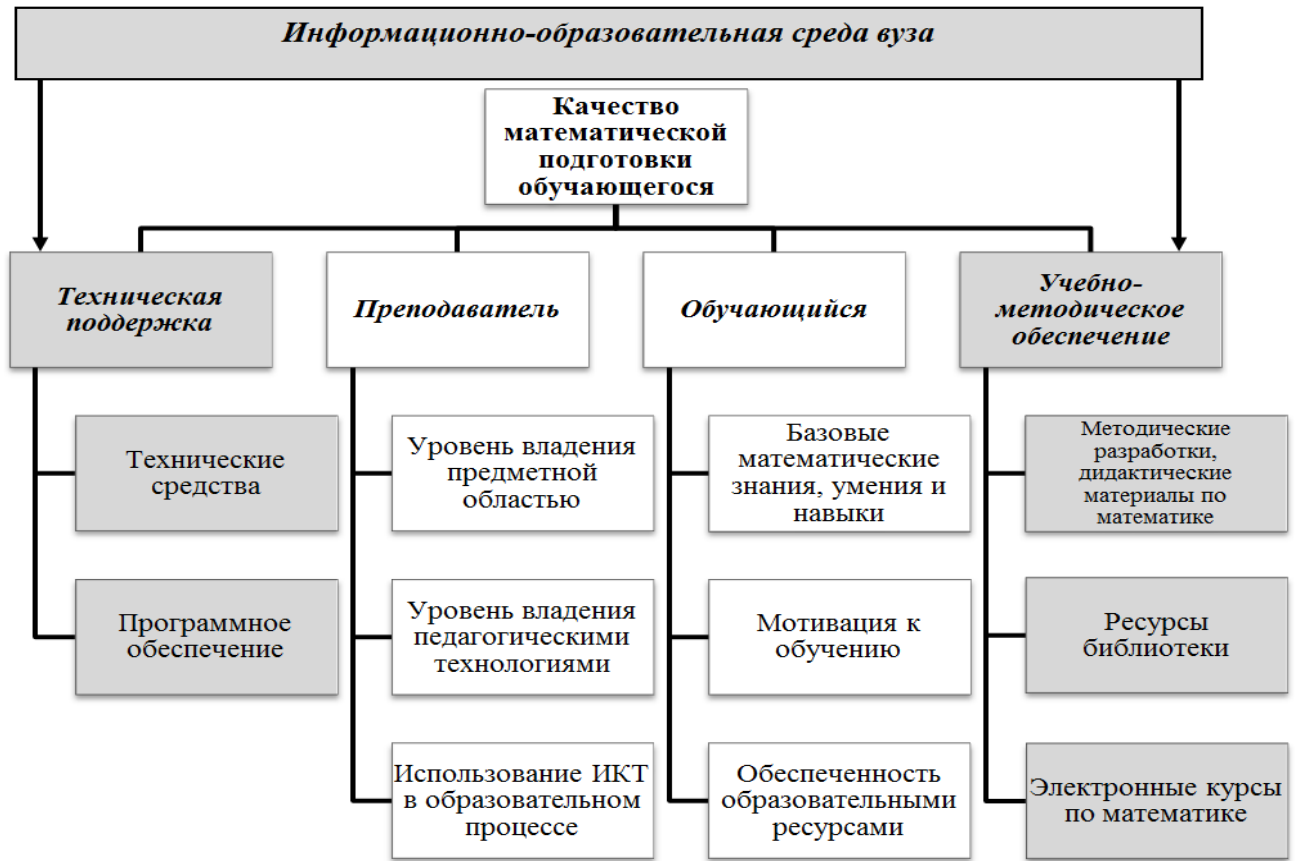 Информационно-образовательная среда вуза
Качество
математической
подготовки
обучающегося
Техническая
поддержка
Преподаватель
Обучающийся
Учебно-
методическое
обеспечение
Технические
средства
Уровень владения
предметной
областью
Базовые
математические
знания, умения и
навыки
Методические
разработки,
дидактические
материалы по
математике
Программное
обеспечение
Уровень владения
педагогическими
технологиями
Мотивация к
обучению
Ресурсы
библиотеки
Использование ИКТ
в образовательном
процессе
Обеспеченность
образовательными
ресурсами
Электронные курсы
по математике